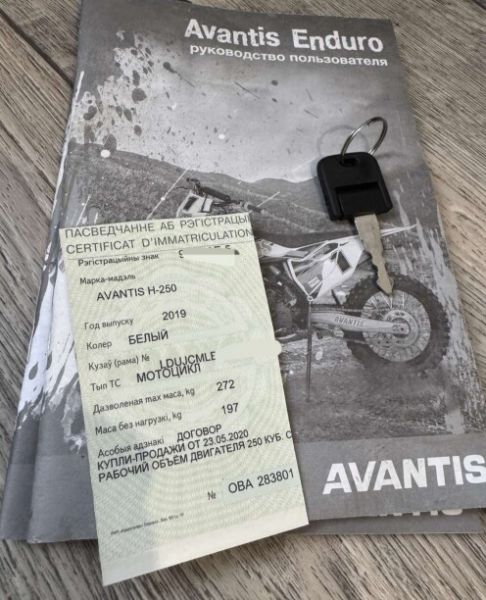 Avantis Enduro
руководство пользователя
ПАСВЕДЧАННЕ АБ РЭГІСТРАЦЫІ
CERTIFICAT D'IMMATRICULATION
Рэгістрацыйны знак
Марка-мадэль
AVANTIS H-250
Год выпуску 2019
Колер БЕЛЫЙ
Кузаў (рама) № LDUJCMLE
Тып ТС МОТОЦИКЛ
Дазволеная max маса, kg 272
Маса без нагрузкі, kg 197
Асобыя адзнакі ДОГОВОР
КУПЛИ-ПРОДАЖИ ОТ 23.05.2020
РАБОЧИЙ ОБЪЕМ ДВИГАТЕЛЯ 250 КУБ. С
№ ОВА 283801
AVANTIS
AVANTIS